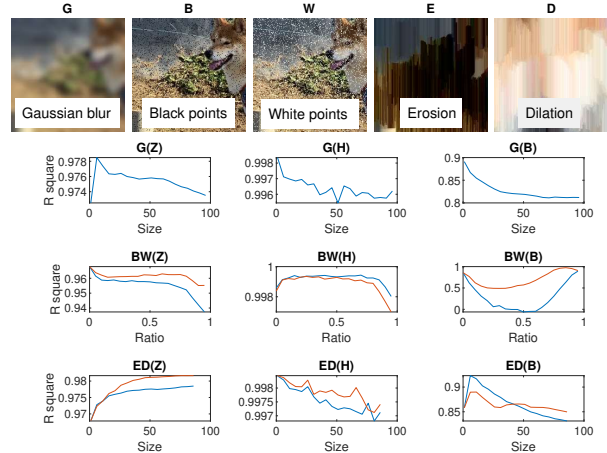 G B W E D
Gaussian blur Black points White points Erosion Dilation
G(Z) G(H) G(B)
R square
0.978
0.976
0.974
0 50 100
Size
0.998
0.997
0.996
0 50 100
Size
0.9
0.85
0.8
0 50 100
Size
BW(Z) BW(H) BW(B)
R square
0.96
0.95
0.94
0 0.5 1
Ratio
1
0.998
0 0.5 1
Ratio
1
0.5
0
0 0.5 1
Ratio
ED(Z) ED(H) ED(B)
R square
0.98
0.975
0.97
0 50 100
Size
0.998
0.9975
0.997
0 50 100
Size
0.9
0.85
0 50 100
Size